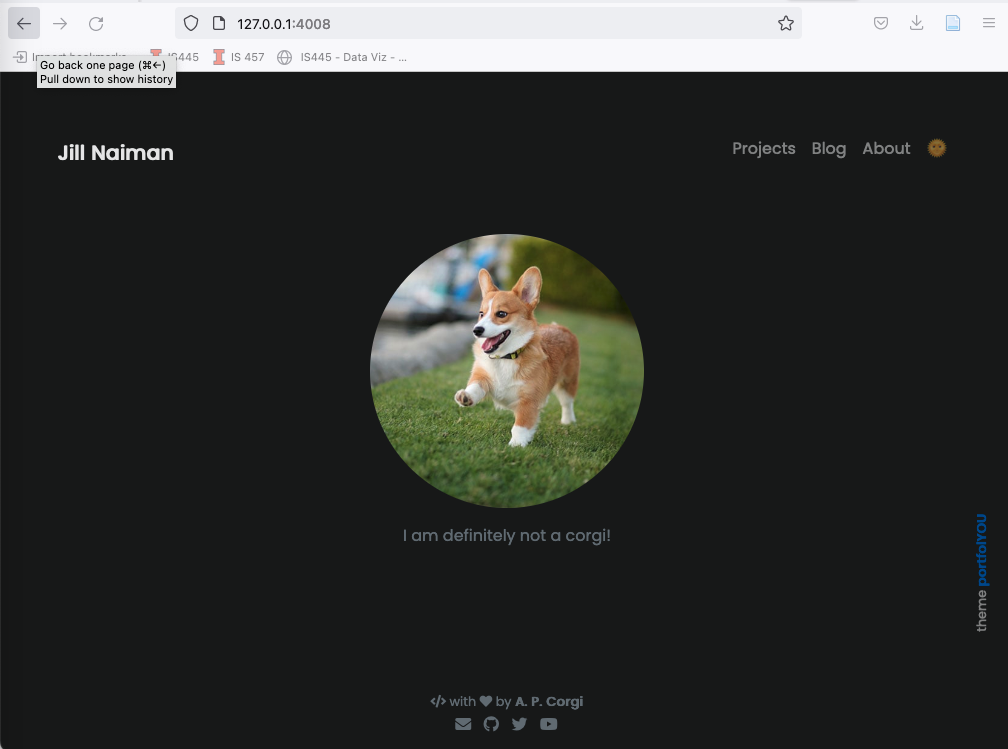 127.0.0.1:4008
Import bookmarks... IS445 IS 457 IS445 - Data Viz - ...
Go back one page (⌘←)
Pull down to show history
Jill Naiman
Projects Blog About
I am definitely not a corgi!
theme portfolYOU
</> with ♥ by A. P. Corgi